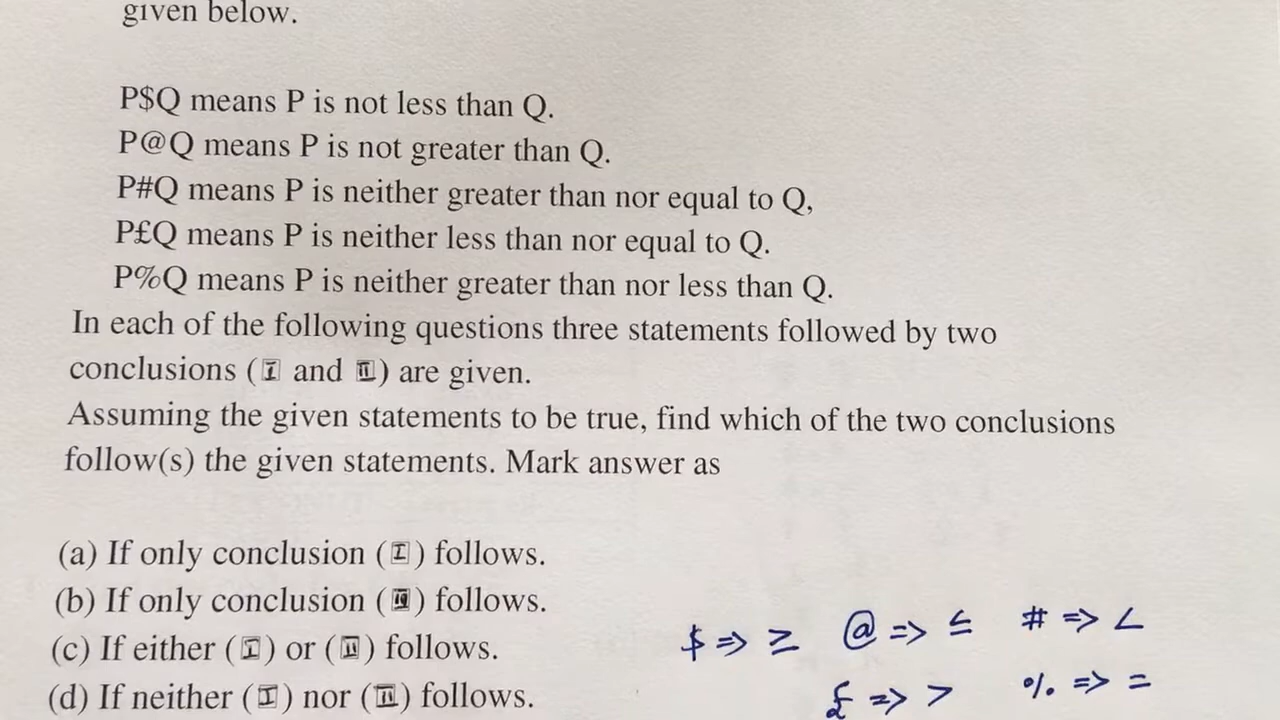 given below.
P$Q means P is not less than Q.
P@Q means P is not greater than Q.
P#Q means P is neither greater than nor equal to Q,
P£Q means P is neither less than nor equal to Q.
P%Q means P is neither greater than nor less than Q.
In each of the following questions three statements followed by two
conclusions (I and II) are given.
Assuming the given statements to be true, find which of the two conclusions
follow(s) the given statements. Mark answer as
(a) If only conclusion (I) follows.
(b) If only conclusion (II) follows.
(c) If either (I) or (II) follows.
(d) If neither (I) nor (II) follows.
$ => ≥ @ => ≤ # => <
£ => > % => =